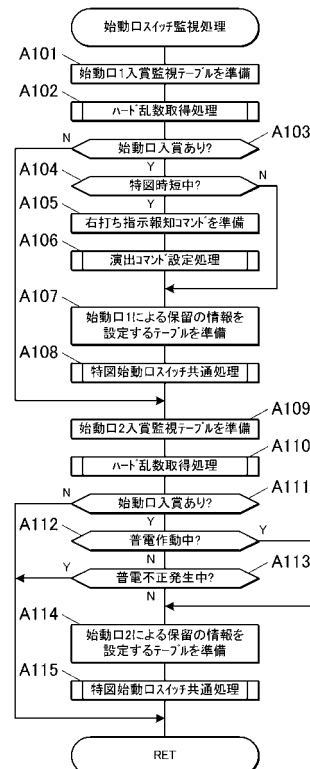 始動口スイッチ監視処理
A101
始動口1入賞監視テーブルを準備
A102
ハード乱数取得処理
A103
N
始動口入賞あり?
A104
Y
N
特図時短中?
A105
Y
右打ち指示報知コマンドを準備
A106
演出コマンド設定処理
A107
始動口1による保留の情報を
設定するテーブルを準備
A108
特図始動口スイッチ共通処理
A109
始動口2入賞監視テーブルを準備
A110
ハード乱数取得処理
A111
N
始動口入賞あり?
A112
Y
Y
普電作動中?
A113
Y
N
普電不正発生中?
N
A114
始動口2による保留の情報を
設定するテーブルを準備
A115
特図始動口スイッチ共通処理
RET